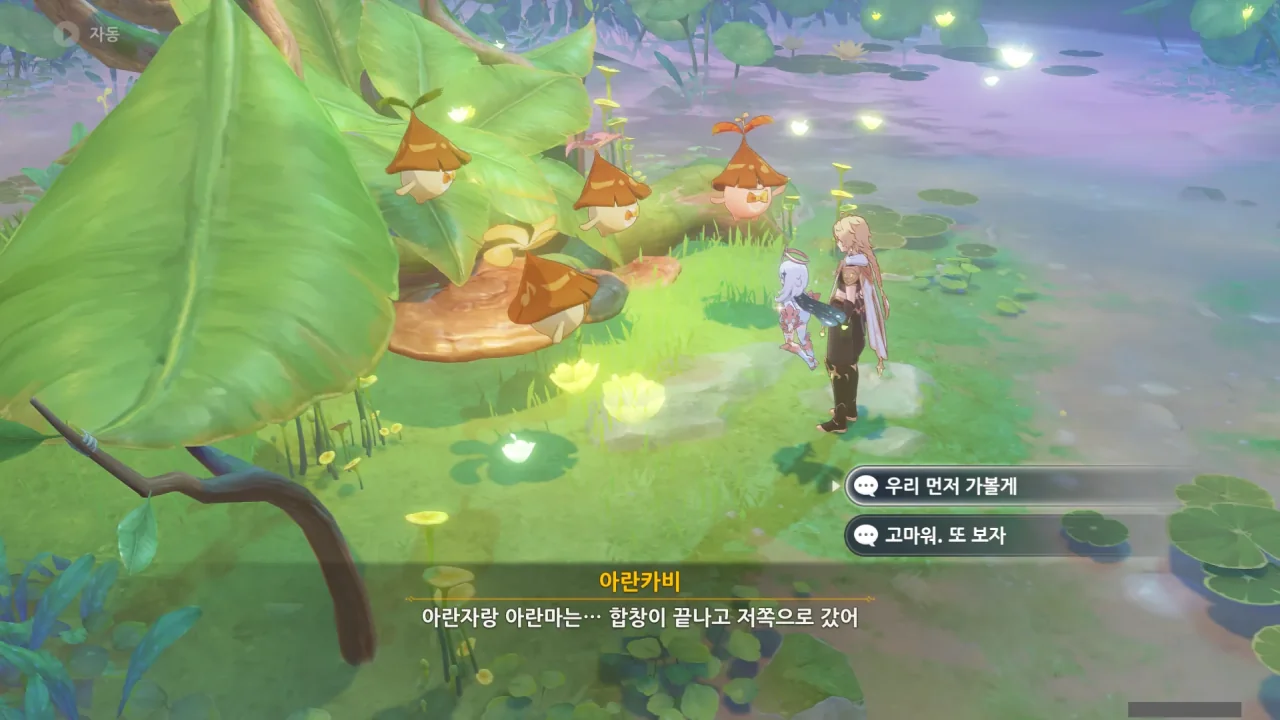 자동
우리 먼저 가볼게
고마워. 또 보자
아란카비
아란자랑 아란마는… 합창이 끝나고 저쪽으로 갔어